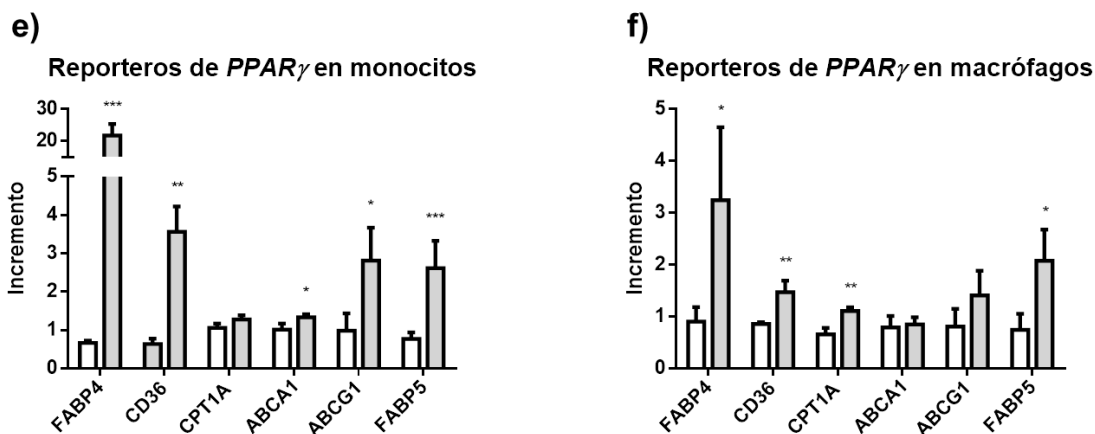 e)
Reporteros de PPARγ en monocitos
Incremento
30
20
5
4
3
2
1
0
***
**
*
*
***
FABP4
CD36
CPT1A
ABCA1
ABCG1
FABP5
f)
Reporteros de PPARγ en macrófagos
Incremento
5
4
3
2
1
0
*
**
**
*
FABP4
CD36
CPT1A
ABCA1
ABCG1
FABP5